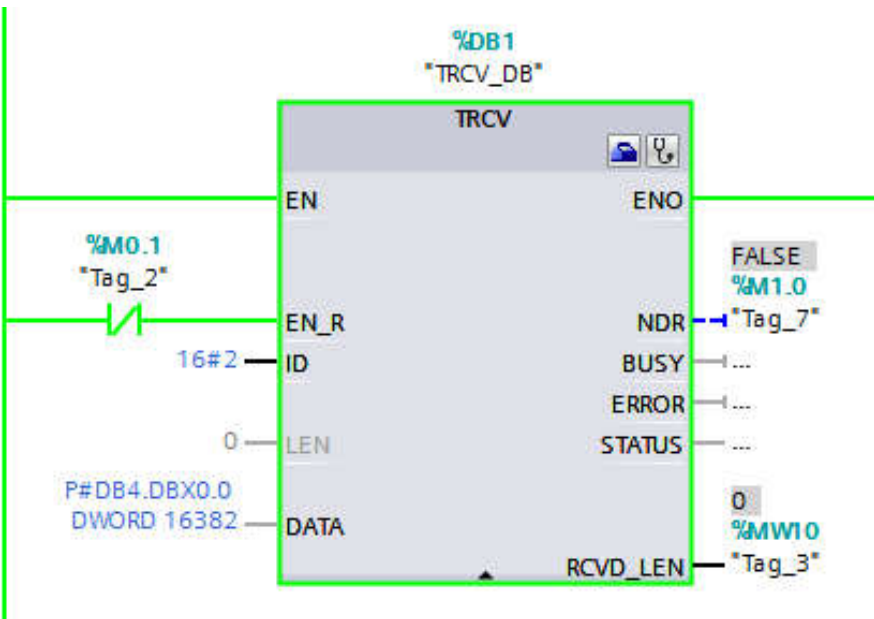 %DB1
"TRCV_DB"
TRCV
EN
ENO
%M0.1
"Tag_2"
FALSE
%M1.0
"Tag_7"
EN_R
NDR
16#2
ID
BUSY
...
ERROR
...
0
LEN
STATUS
...
P#DB4.DBX0.0
DWORD 16382
DATA
0
%MW10
"Tag_3"
RCVD_LEN